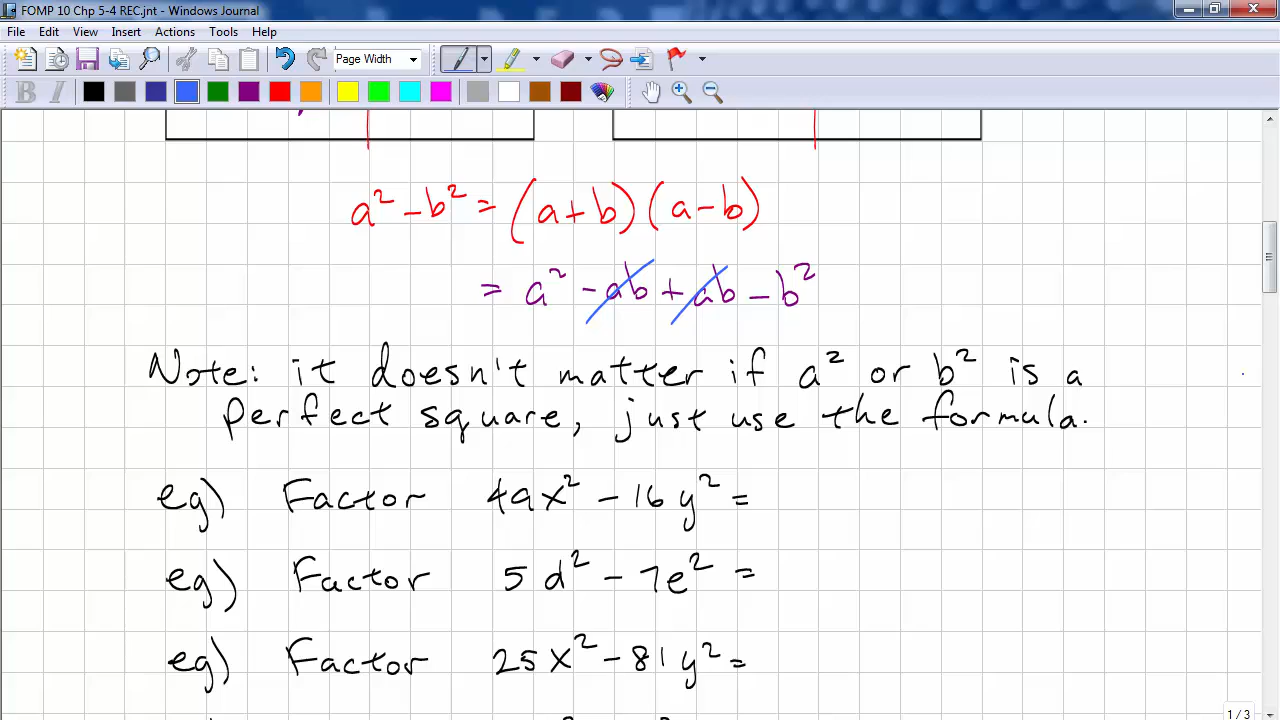 FOMP 10 Chp 5-4 REC.jnt - Windows Journal
File Edit View Insert Actions Tools Help
Page Width
B I
a² - b² = (a+b)(a-b)
= a² - ab + ab - b²
Note: it doesn't matter if a² or b² is a
perfect square, just use the formula.
eg) Factor 49x² - 16y² =
eg) Factor 5d² - 7e² =
eg) Factor 25x² - 81y² =
1 / 3